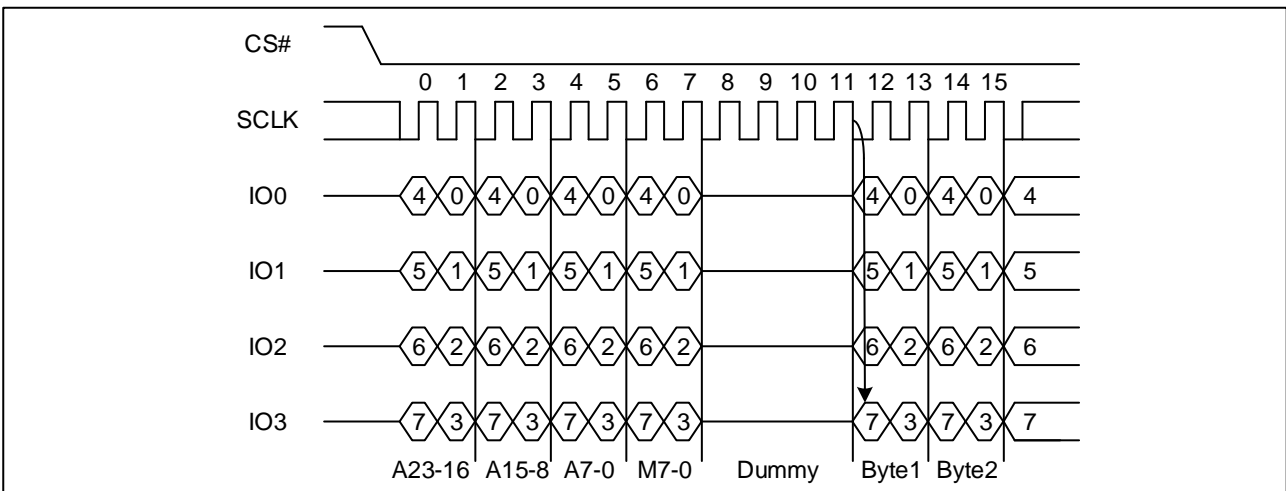 CS#
0 1 2 3 4 5 6 7 8 9 10 11 12 13 14 15
SCLK
IO0 4 0 4 0 4 0 4 0 4 0 4 0 4
IO1 5 1 5 1 5 1 5 1 5 1 5 1 5
IO2 6 2 6 2 6 2 6 2 6 2 6 2 6
IO3 7 3 7 3 7 3 7 3 7 3 7 3 7
A23-16 A15-8 A7-0 M7-0 Dummy Byte1 Byte2